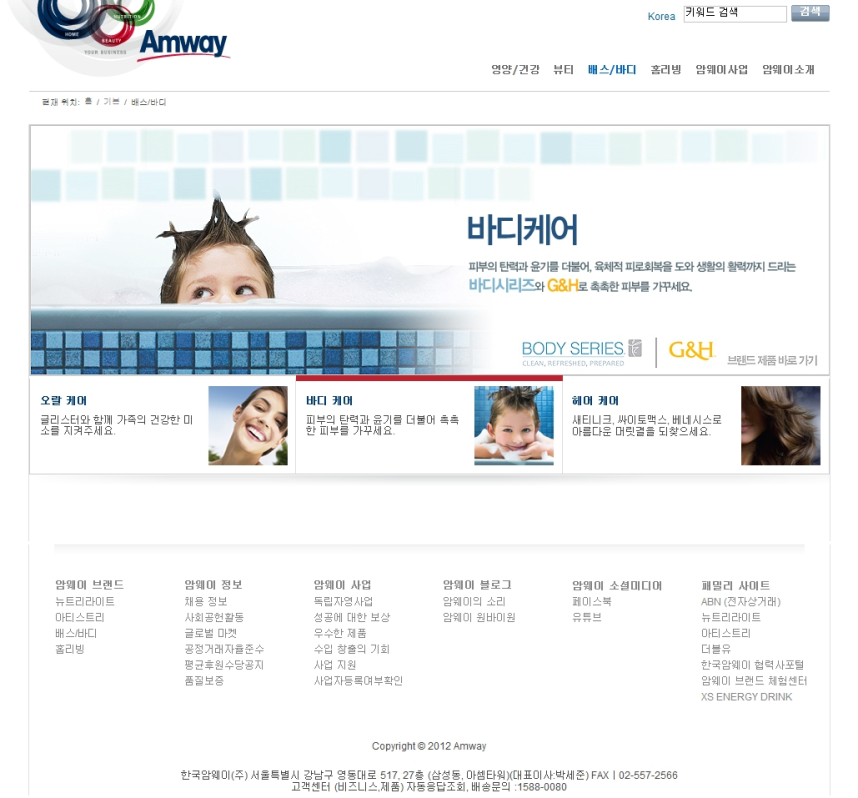 NUTRITION
HOME
BEAUTY
YOUR BUSINESS
Amway
Korea
키워드 검색
검색
영양/건강 뷰티 배스/바디 홈리빙 암웨이사업 암웨이소개
현재 위치: 홈 / 기본 / 배스/바디
바디케어
피부의 탄력과 윤기를 더불어, 육체적 피로회복을 도와 생활의 활력까지 드리는
바디시리즈와 G&H로 촉촉한 피부를 가꾸세요.
BODY SERIES
CLEAN, REFRESHED, PREPARED
G&H
브랜드 제품 바로 가기
오랄 케어
글리스터와 함께 가족의 건강한 미
소를 지켜주세요.
바디 케어
피부의 탄력과 윤기를 더불어 촉촉
한 피부를 가꾸세요.
헤어 케어
새티니크, 싸이토맥스, 베네시스로
아름다운 머릿결을 되찾으세요.
암웨이 브랜드
뉴트리라이트
아티스트리
배스/바디
홈리빙
암웨이 정보
채용 정보
사회공헌활동
글로벌 마켓
공정거래자율준수
평균후원수당공지
품질보증
암웨이 사업
독립자영사업
성공에 대한 보상
우수한 제품
수입 창출의 기회
사업 지원
사업자등록여부확인
암웨이 블로그
암웨이의 소리
암웨이 원바이원
암웨이 소셜미디어
페이스북
유튜브
패밀리 사이트
ABN (전자상거래)
뉴트리라이트
아티스트리
더블유
한국암웨이 협력사포털
암웨이 브랜드 체험센터
XS ENERGY DRINK
Copyright © 2012 Amway
한국암웨이(주) 서울특별시 강남구 영동대로 517, 27층 (삼성동, 아셈타워)(대표이사:박세준) FAX | 02-557-2566
고객센터 (비즈니스,제품) 자동응답조회, 배송문의 :1588-0080